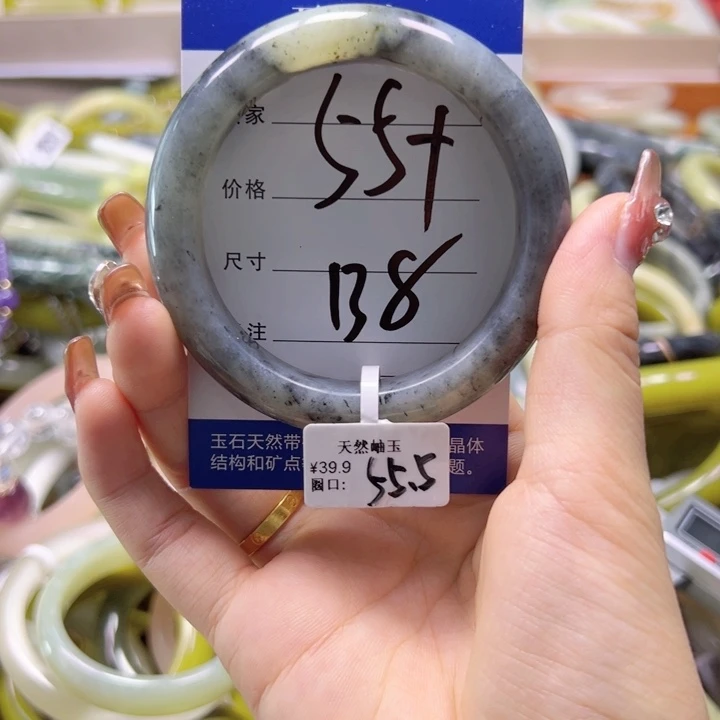 家
55+
价格
尺寸
138
注
玉石天然带
晶体
结构和矿点
题。
天然岫玉
¥39.9
圈口: 55.5